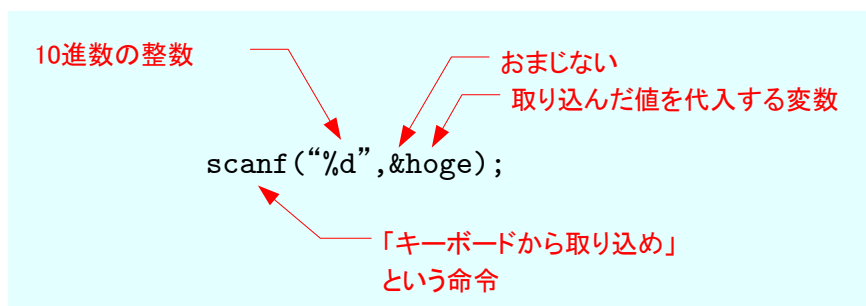 10進数の整数
おまじない
取り込んだ値を代入する変数
scanf(“%d”,&hoge);
「キーボードから取り込め」
という命令